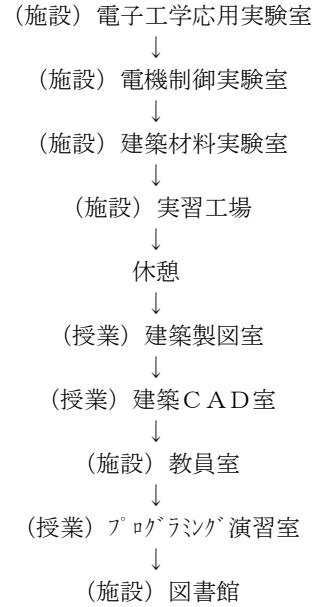 (施設)電子工学応用実験室
↓
(施設)電機制御実験室
↓
(施設)建築材料実験室
↓
(施設)実習工場
↓
休憩
↓
(授業)建築製図室
↓
(授業)建築CAD室
↓
(施設)教員室
↓
(授業)プログラミング演習室
↓
(施設)図書館